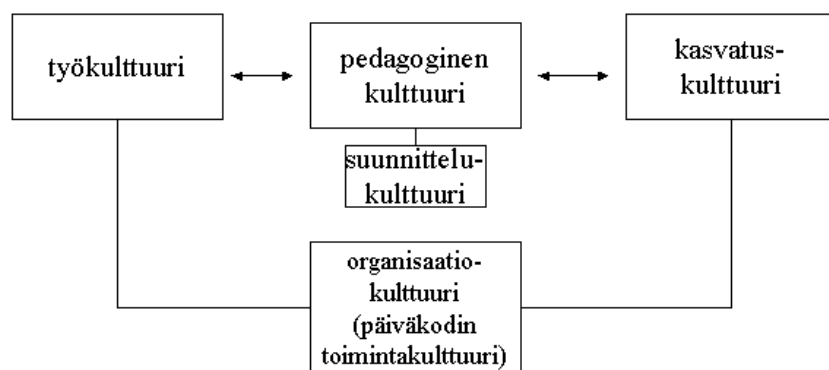 työkulttuuri
pedagoginen
kulttuuri
kasvatus-
kulttuuri
suunnittelu-
kulttuuri
organisaatio-
kulttuuri
(päiväkodin
toimintakulttuuri)